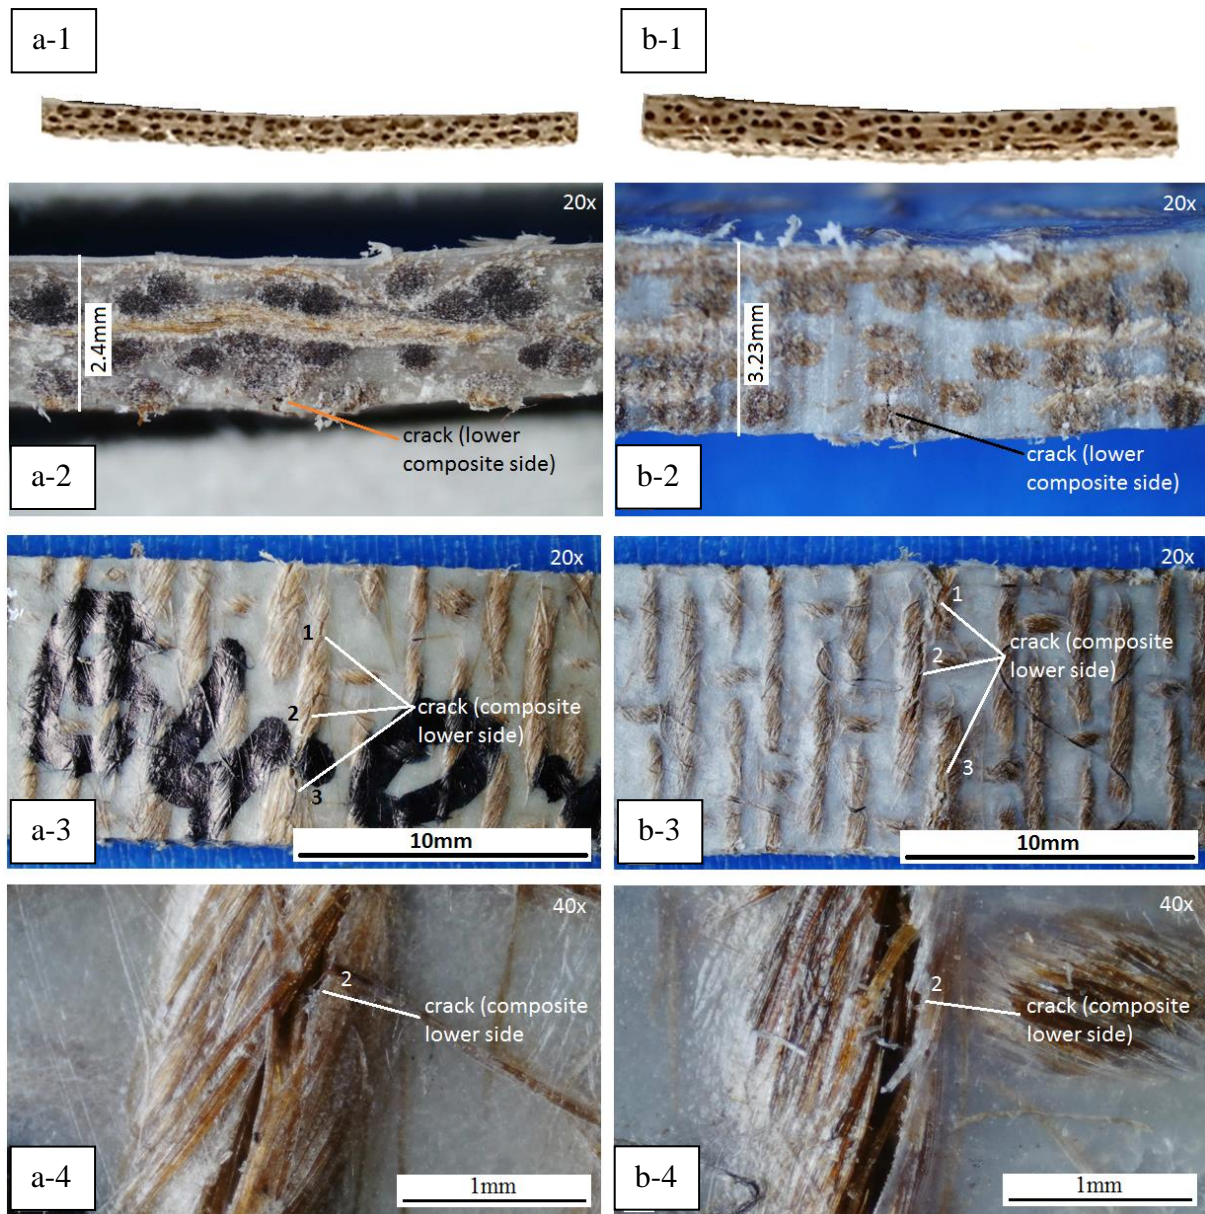 a-1
b-1
20x
2.4mm
crack (lower
composite side)
a-2
20x
3.23mm
crack (lower
composite side)
b-2
20x
1
2
3
crack (composite
lower side)
10mm
a-3
20x
1
2
3
crack (composite
lower side)
10mm
b-3
40x
2
crack (composite
lower side
1mm
a-4
40x
2
crack (composite
lower side)
1mm
b-4